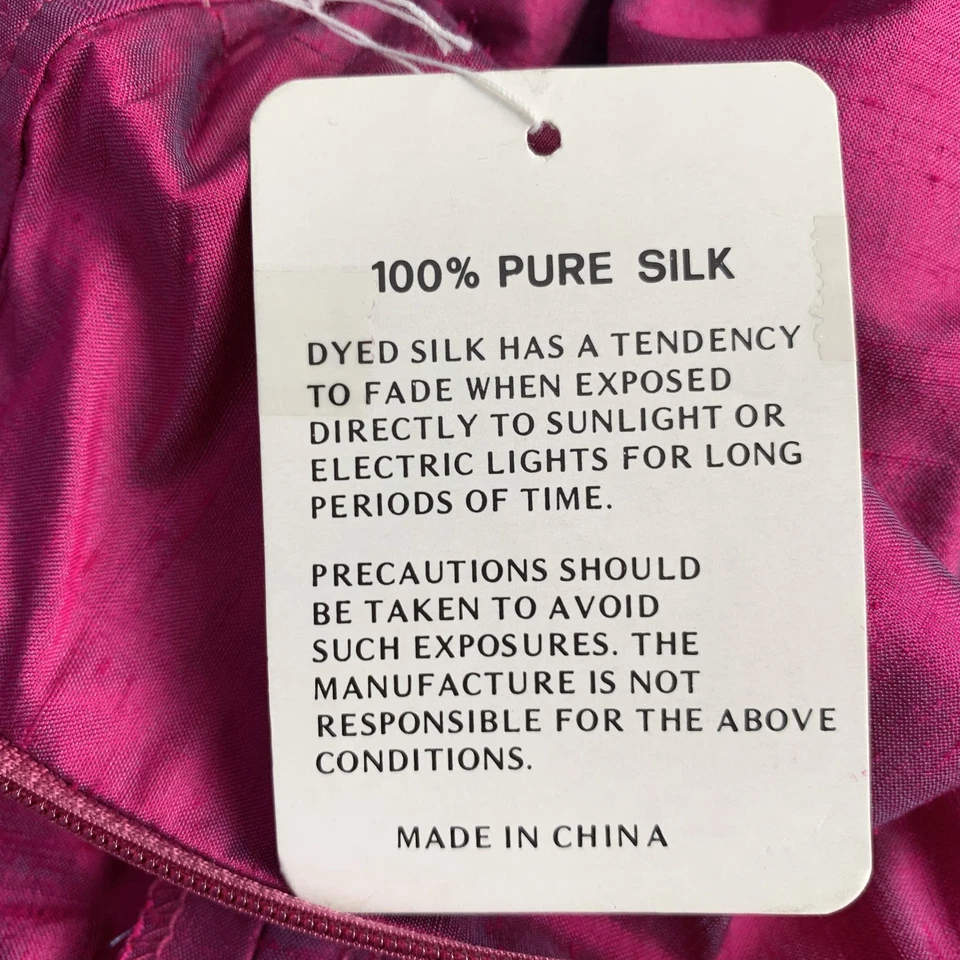 100% PURE SILK
DYED SILK HAS A TENDENCY
TO FADE WHEN EXPOSED
DIRECTLY TO SUNLIGHT OR
ELECTRIC LIGHTS FOR LONG
PERIODS OF TIME.
PRECAUTIONS SHOULD
BE TAKEN TO AVOID
SUCH EXPOSURES. THE
MANUFACTURE IS NOT
RESPONSIBLE FOR THE ABOVE
CONDITIONS.
MADE IN CHINA